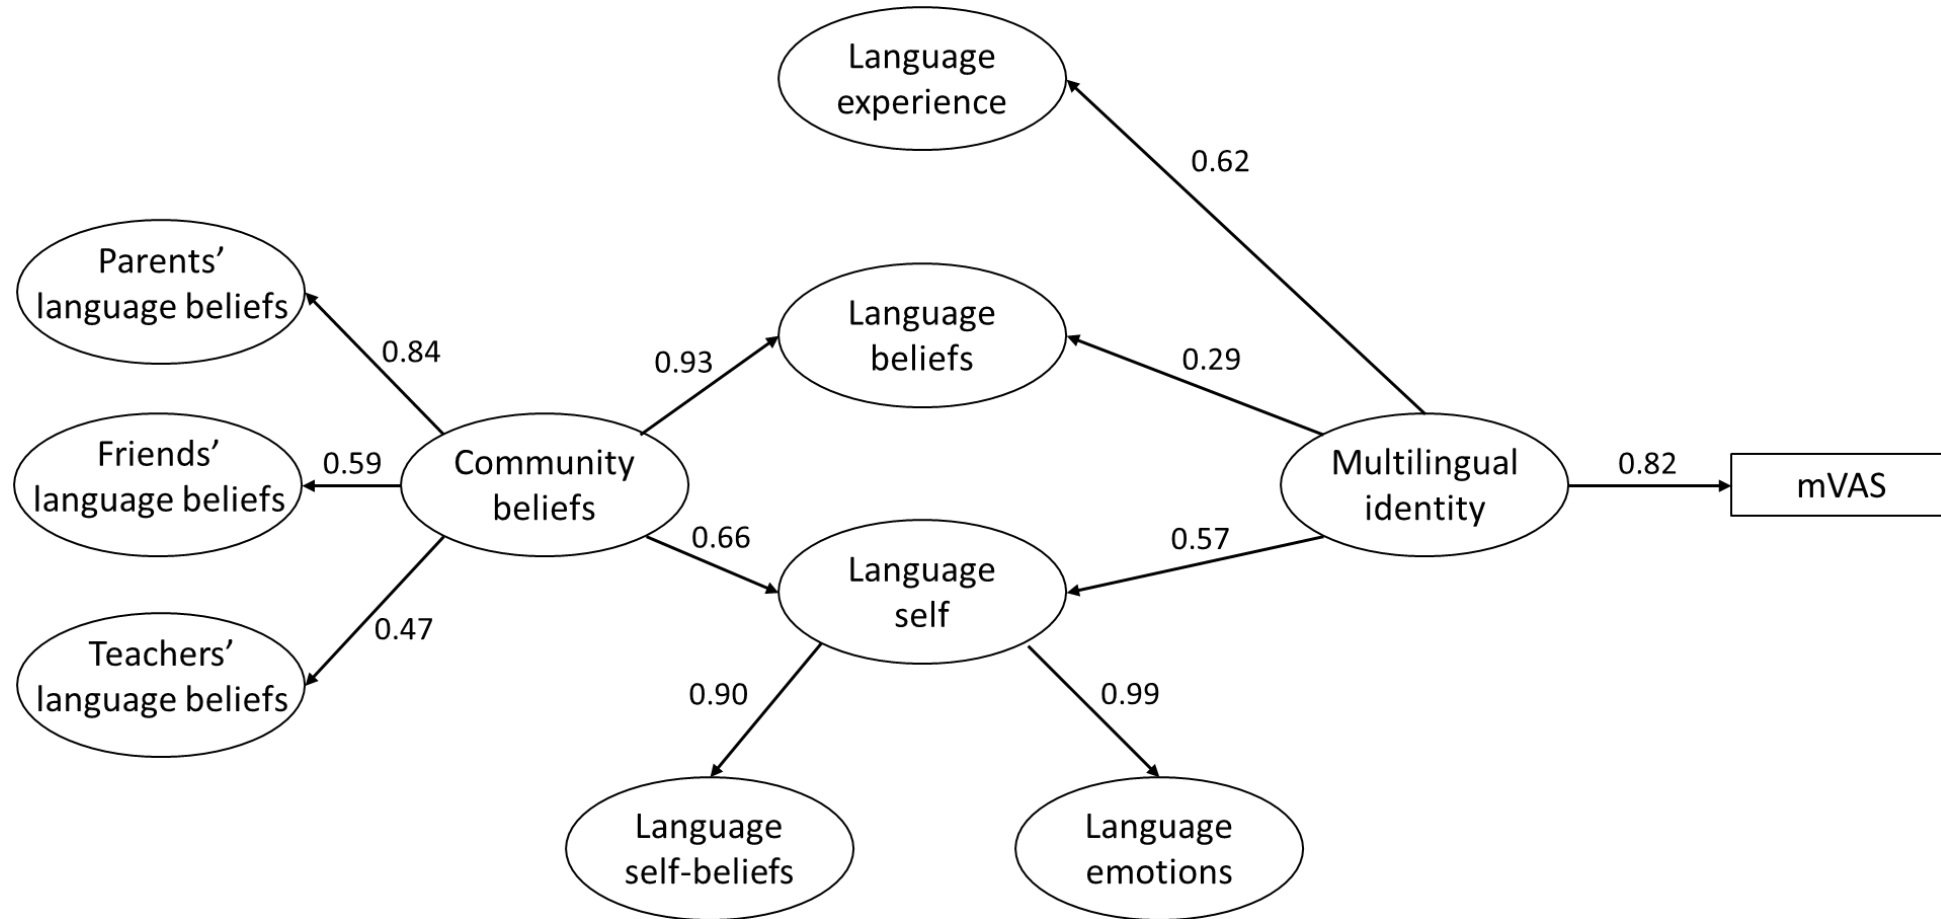 Language
experience
0.62
Parents’
language beliefs
0.84
0.93
Language
beliefs
0.29
Friends’
language beliefs
0.59
Community
beliefs
Multilingual
identity
0.82
mVAS
0.66
0.57
Language
self
Teachers’
language beliefs
0.47
0.90
0.99
Language
self-beliefs
Language
emotions